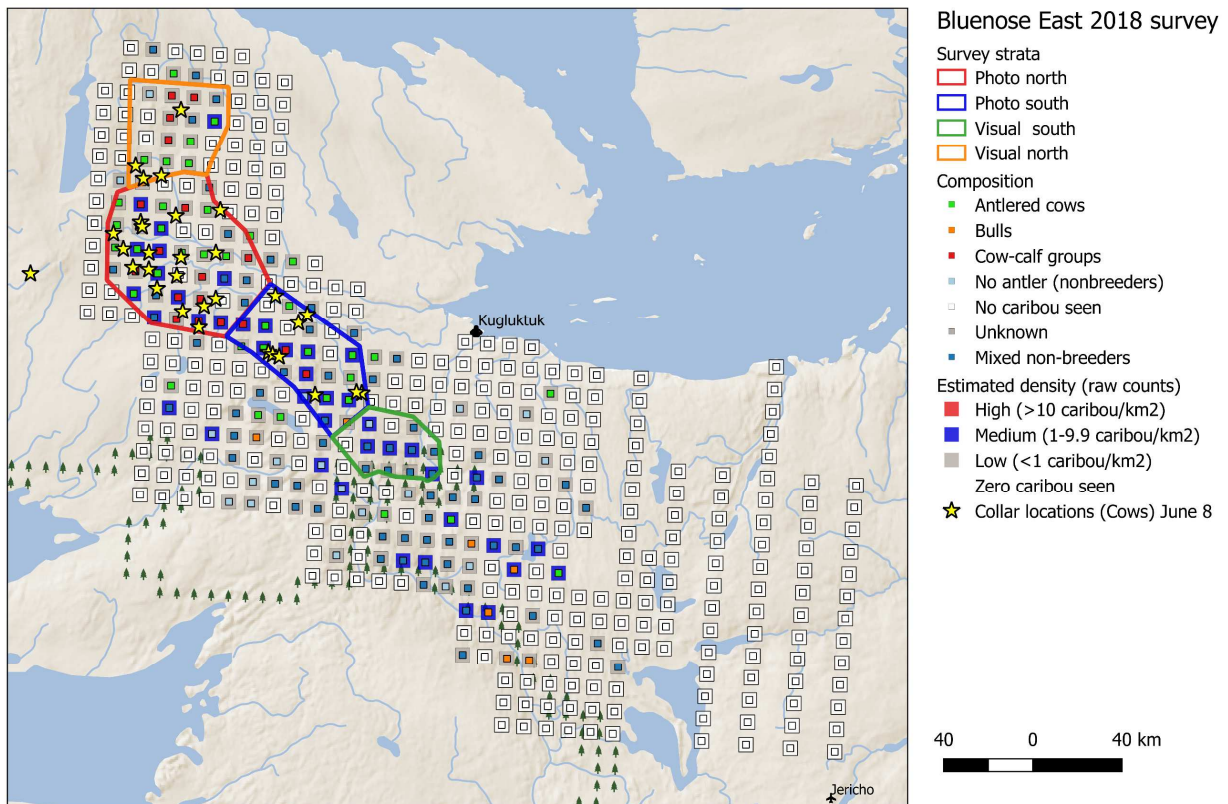 Bluenose East 2018 survey
Survey strata
Photo north
Photo south
Visual south
Visual north
Composition
Antlered cows
Bulls
Cow-calf groups
No antler (nonbreeders)
No caribou seen
Unknown
Mixed non-breeders
Estimated density (raw counts)
High (>10 caribou/km2)
Medium (1-9.9 caribou/km2)
Low (<1 caribou/km2)
Zero caribou seen
Collar locations (Cows) June 8
Kugluktuk
40 0 40 km
Jericho